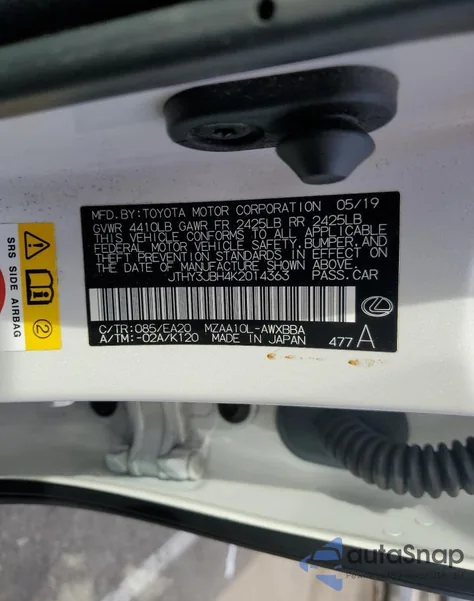 MFD. BY: TOYOTA MOTOR CORPORATION 05/19
GVWR 4410LB GAWR FR 2425LB RR 2425LB
THIS VEHICLE CONFORMS TO ALL APPLICABLE
FEDERAL MOTOR VEHICLE SAFETY, BUMPER, AND
THEFT PREVENTION STANDARDS IN EFFECT ON
THE DATE OF MANUFACTURE SHOWN ABOVE.
JTHY3JBH4K2014363 PASS. CAR
C/TR: 085/EA20 MZAA10L-AWXBBA
A/TM: -02A/K120 MADE IN JAPAN 477 A
SRS SIDE AIRBAG
2
autoSnap